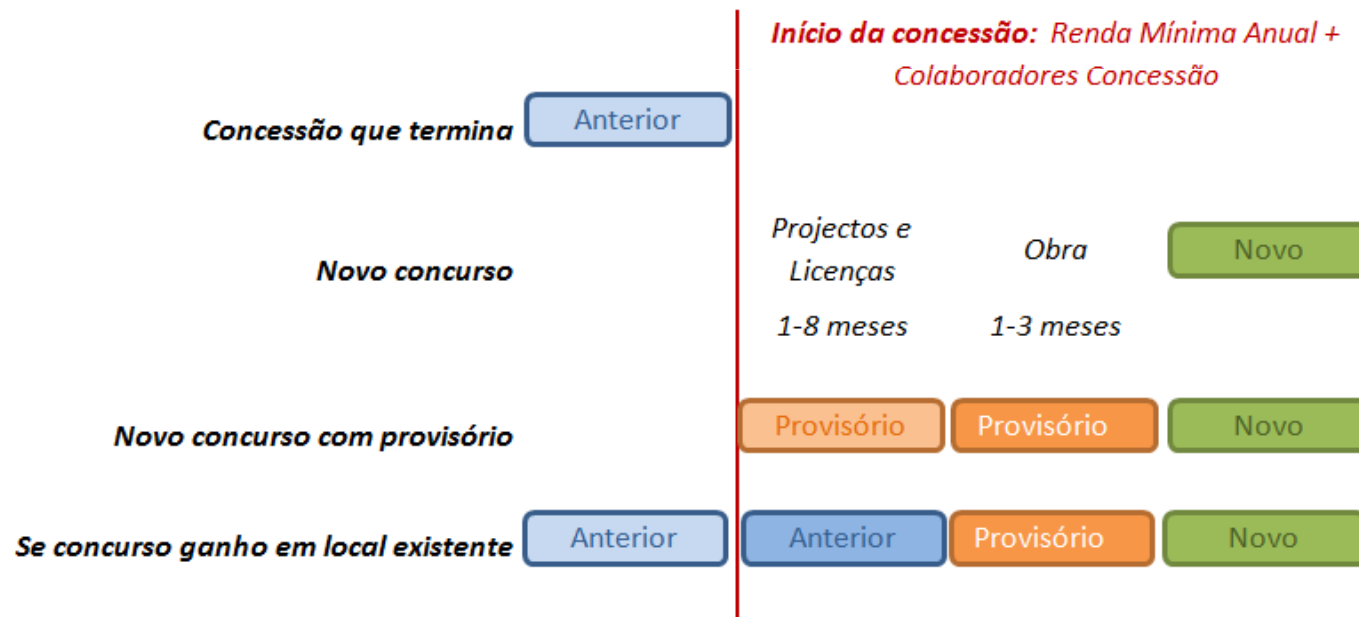 Início da concessão: Renda Mínima Anual +
Colaboradores Concessão
Concessão que termina
Anterior
Novo concurso
Projectos e
Licenças
1-8 meses
Obra
1-3 meses
Novo
Novo concurso com provisório
Provisório
Provisório
Novo
Se concurso ganho em local existente
Anterior
Anterior
Provisório
Novo